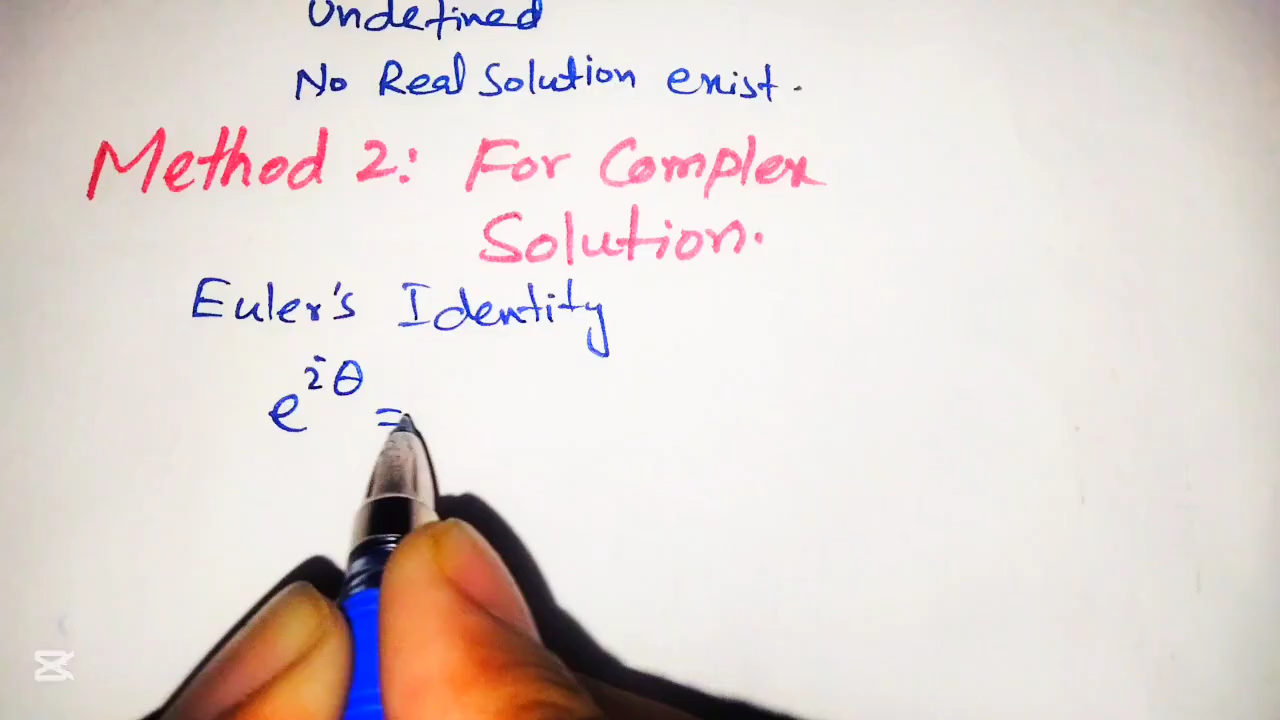 Undefined
No Real Solution exist.
Method 2: For Complex
Solution.
Euler's Identity
e^{iθ} =